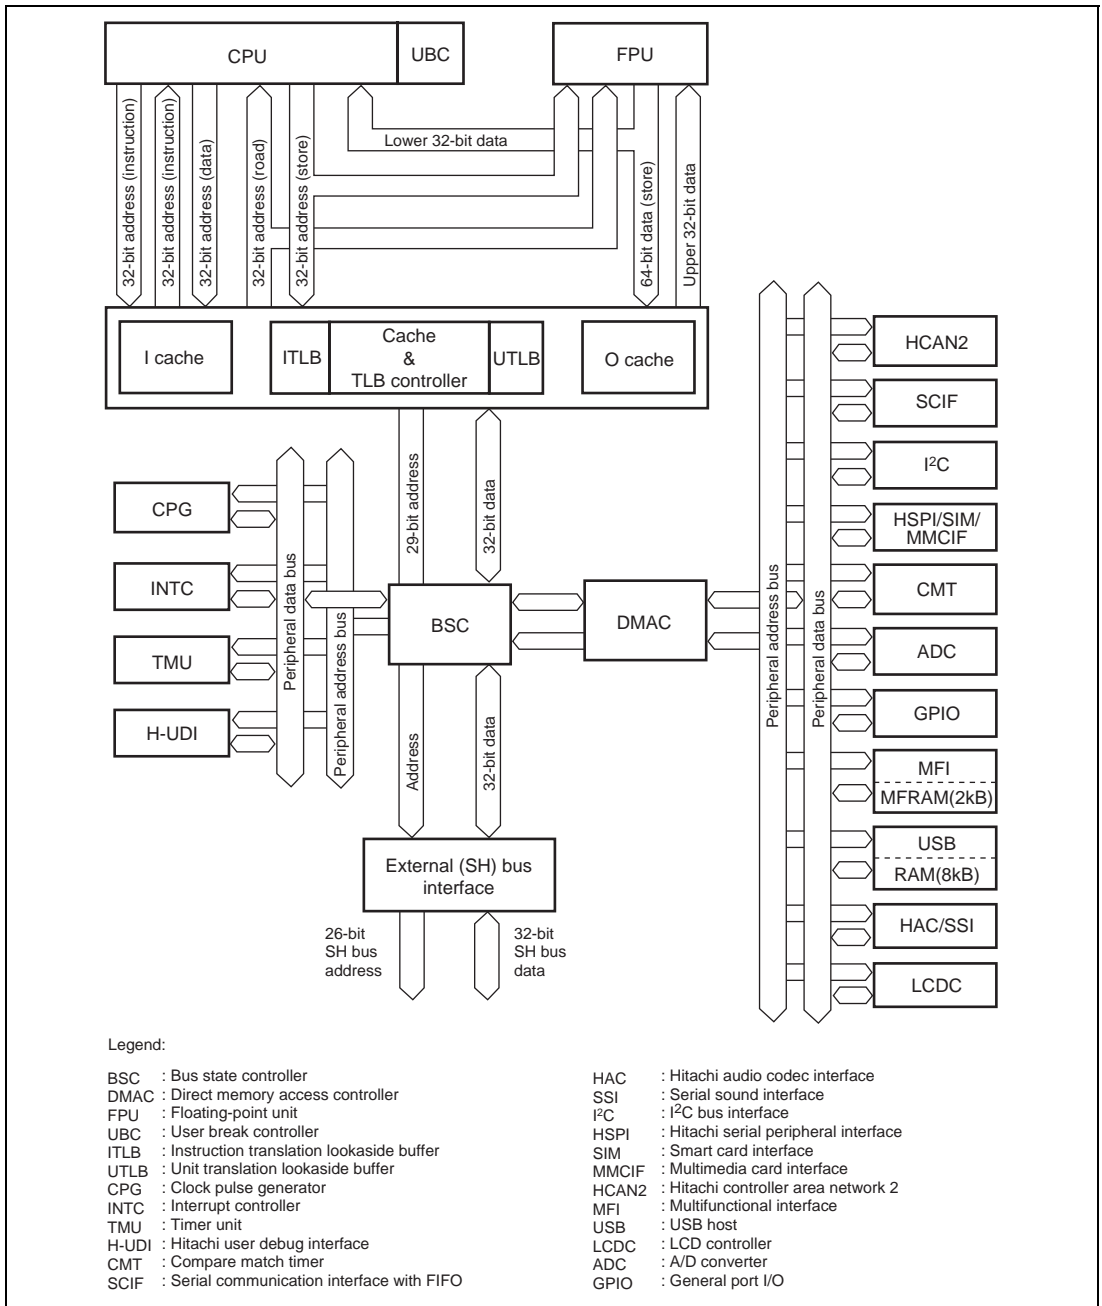 CPU
UBC
FPU
32-bit address (instruction)
32-bit address (instruction)
32-bit address (data)
32-bit address (road)
32-bit address (store)
Lower 32-bit data
64-bit data (store)
Upper 32-bit data
I cache
ITLB
Cache
&
TLB controller
UTLB
O cache
29-bit address
32-bit data
CPG
INTC
TMU
H-UDI
Peripheral data bus
Peripheral address bus
BSC
DMAC
Address
32-bit data
External (SH) bus
interface
26-bit
SH bus
address
32-bit
SH bus
data
Peripheral address bus
Peripheral data bus
HCAN2
SCIF
I²C
HSPI/SIM/
MMCIF
CMT
ADC
GPIO
MFI
MFRAM(2kB)
USB
RAM(8kB)
HAC/SSI
LCDC
Legend:
BSC : Bus state controller
DMAC : Direct memory access controller
FPU : Floating-point unit
UBC : User break controller
ITLB : Instruction translation lookaside buffer
UTLB : Unit translation lookaside buffer
CPG : Clock pulse generator
INTC : Interrupt controller
TMU : Timer unit
H-UDI : Hitachi user debug interface
CMT : Compare match timer
SCIF : Serial communication interface with FIFO
HAC : Hitachi audio codec interface
SSI : Serial sound interface
I²C : I²C bus interface
HSPI : Hitachi serial peripheral interface
SIM : Smart card interface
MMCIF : Multimedia card interface
HCAN2 : Hitachi controller area network 2
MFI : Multifunctional interface
USB : USB host
LCDC : LCD controller
ADC : A/D converter
GPIO : General port I/O